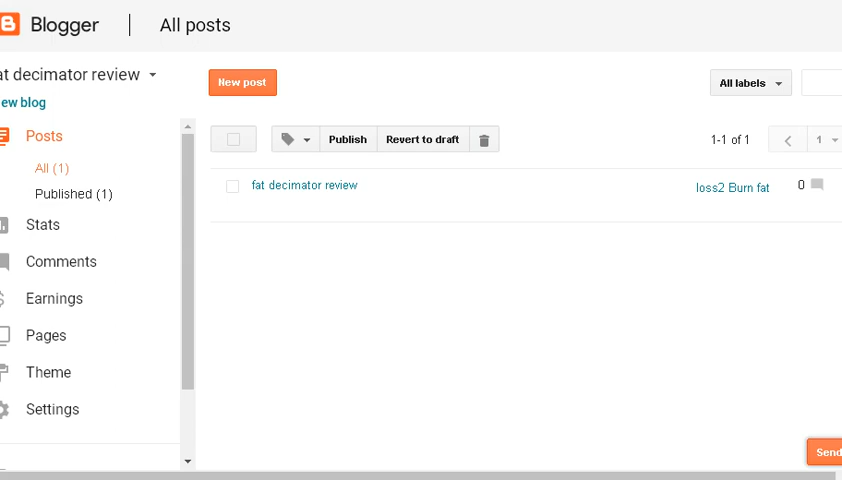 Blogger All posts
at decimator review
New post
All labels
ew blog
Posts
Publish Revert to draft
1-1 of 1
1
All (1)
fat decimator review
loss2 Burn fat
0
Published (1)
Stats
Comments
Earnings
Pages
Theme
Settings
Send